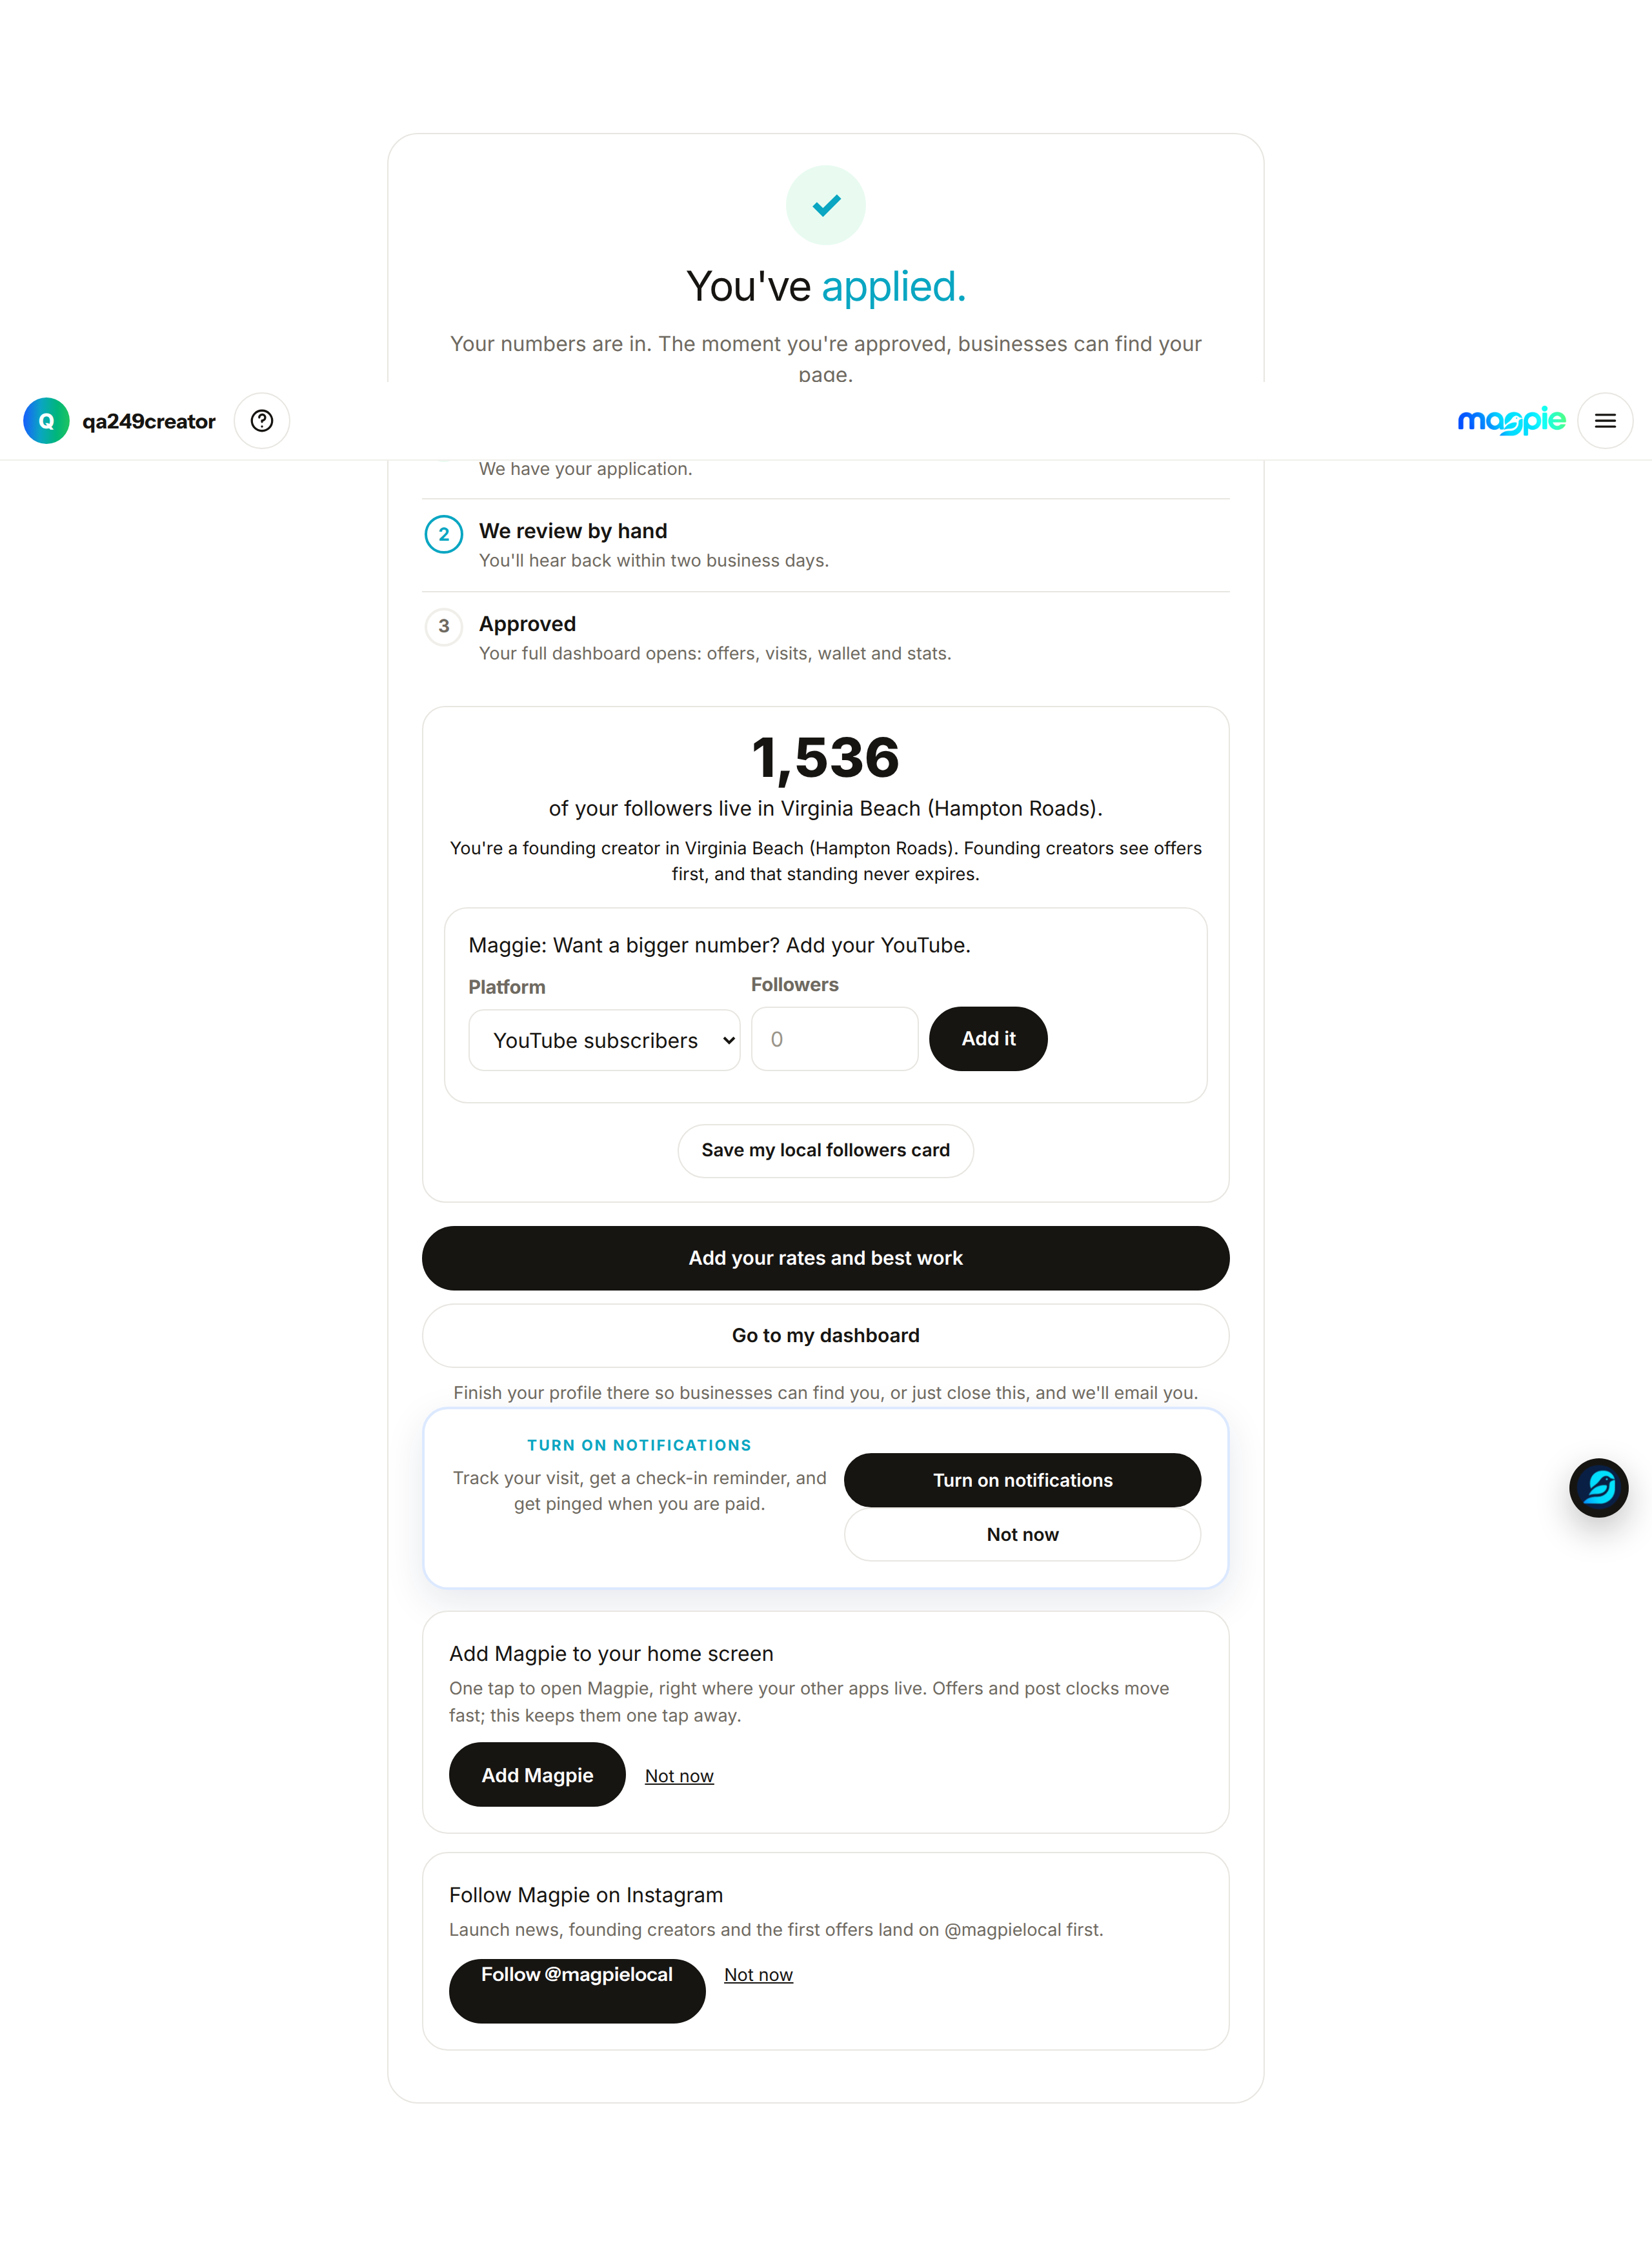 You've applied.
Your numbers are in. The moment you're approved, businesses can find your
page.
Q qa249creator
magpie
We have your application.
2 We review by hand
You'll hear back within two business days.
3 Approved
Your full dashboard opens: offers, visits, wallet and stats.
1,536
of your followers live in Virginia Beach (Hampton Roads).
You're a founding creator in Virginia Beach (Hampton Roads). Founding creators see offers
first, and that standing never expires.
Maggie: Want a bigger number? Add your YouTube.
Platform Followers
YouTube subscribers 0 Add it
Save my local followers card
Add your rates and best work
Go to my dashboard
Finish your profile there so businesses can find you, or just close this, and we'll email you.
TURN ON NOTIFICATIONS
Track your visit, get a check-in reminder, and
get pinged when you are paid.
Turn on notifications
Not now
Add Magpie to your home screen
One tap to open Magpie, right where your other apps live. Offers and post clocks move
fast; this keeps them one tap away.
Add Magpie Not now
Follow Magpie on Instagram
Launch news, founding creators and the first offers land on @magpielocal first.
Follow @magpielocal Not now